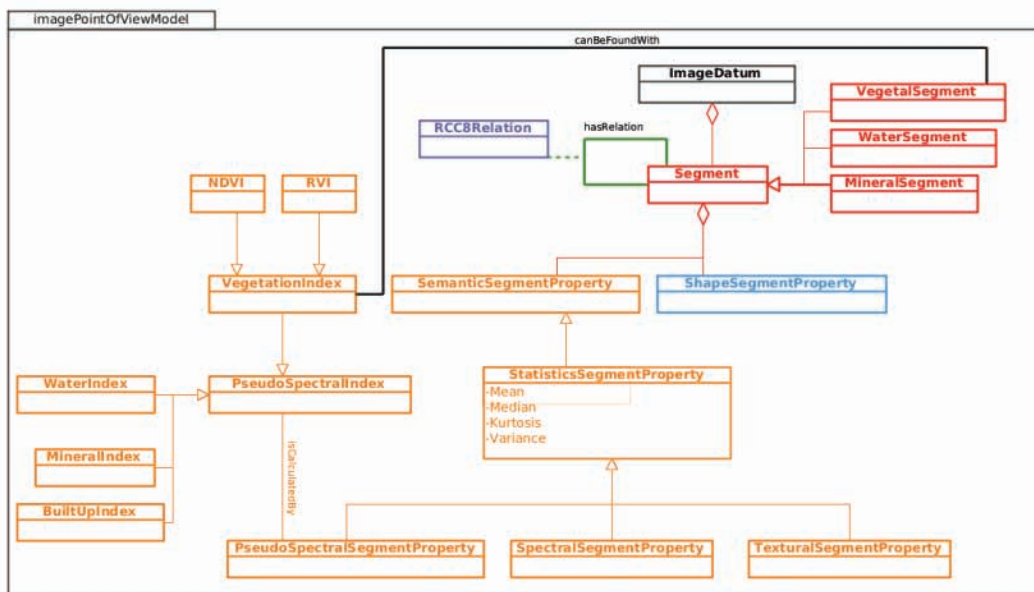 imagePointOfViewModel
canBeFoundWith
ImageDatum
VegetalSegment
RCC8Relation
hasRelation
WaterSegment
Segment
MineralSegment
NDVI
RVI
VegetationIndex
SemanticSegmentProperty
ShapeSegmentProperty
WaterIndex
PseudoSpectralIndex
StatisticsSegmentProperty
-Mean
-Median
-Kurtosis
-Variance
MineralIndex
isCalculatedBy
BuiltUpIndex
PseudoSpectralSegmentProperty
SpectralSegmentProperty
TexturalSegmentProperty